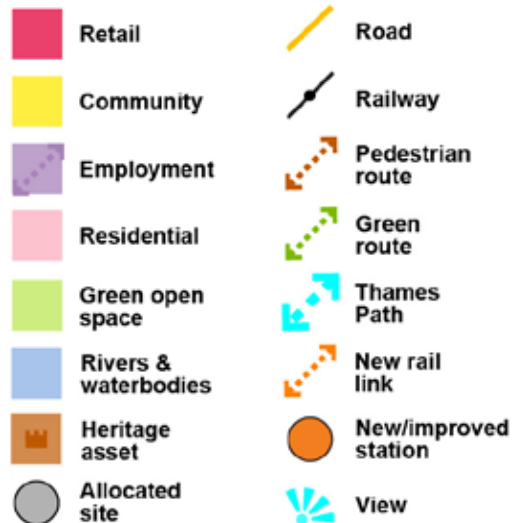 Retail
Community
Employment
Residential
Green open
space
Rivers &
waterbodies
Heritage
asset
Allocated
site
Road
Railway
Pedestrian
route
Green
route
Thames
Path
New rail
link
New/improved
station
View